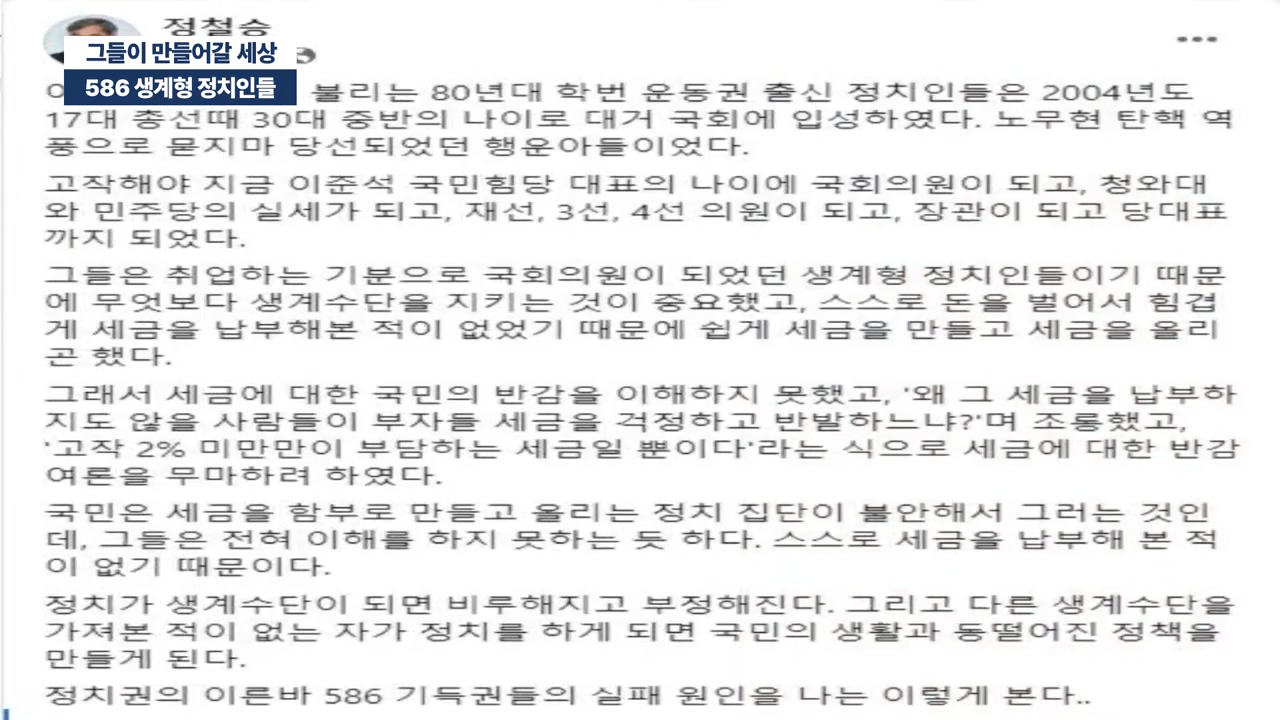 정철승
그들이 만들어갈 세상
586 생계형 정치인들
불리는 80년대 학번 운동권 출신 정치인들은 2004년도
17대 총선때 30대 중반의 나이로 대거 국회에 입성하였다. 노무현 탄핵 역
풍으로 묻지마 당선되었던 행운아들이었다.
고작해야 지금 이준석 국민힘당 대표의 나이에 국회의원이 되고, 청와대
와 민주당의 실세가 되고, 재선, 3선, 4선 의원이 되고, 장관이 되고 당대표
까지 되었다.
그들은 취업하는 기분으로 국회의원이 되었던 생계형 정치인들이기 때문
에 무엇보다 생계수단을 지키는 것이 중요했고, 스스로 돈을 벌어서 힘겹
게 세금을 납부해본 적이 없었기 때문에 쉽게 세금을 만들고 세금을 올리
곤 했다.
그래서 세금에 대한 국민의 반감을 이해하지 못했고, '왜 그 세금을 납부하
지도 않을 사람들이 부자들 세금을 걱정하고 반발하느냐?'며 조롱했고,
'고작 2% 미만만이 부담하는 세금일 뿐이다'라는 식으로 세금에 대한 반감
여론을 무마하려 하였다.
국민은 세금을 함부로 만들고 올리는 정치 집단이 불안해서 그러는 것인
데, 그들은 전혀 이해를 하지 못하는 듯 하다. 스스로 세금을 납부해 본 적
이 없기 때문이다.
정치가 생계수단이 되면 비루해지고 부정해진다. 그리고 다른 생계수단을
가져본 적이 없는 자가 정치를 하게 되면 국민의 생활과 동떨어진 정책을
만들게 된다.
정치권의 이른바 586 기득권들의 실패 원인을 나는 이렇게 본다..